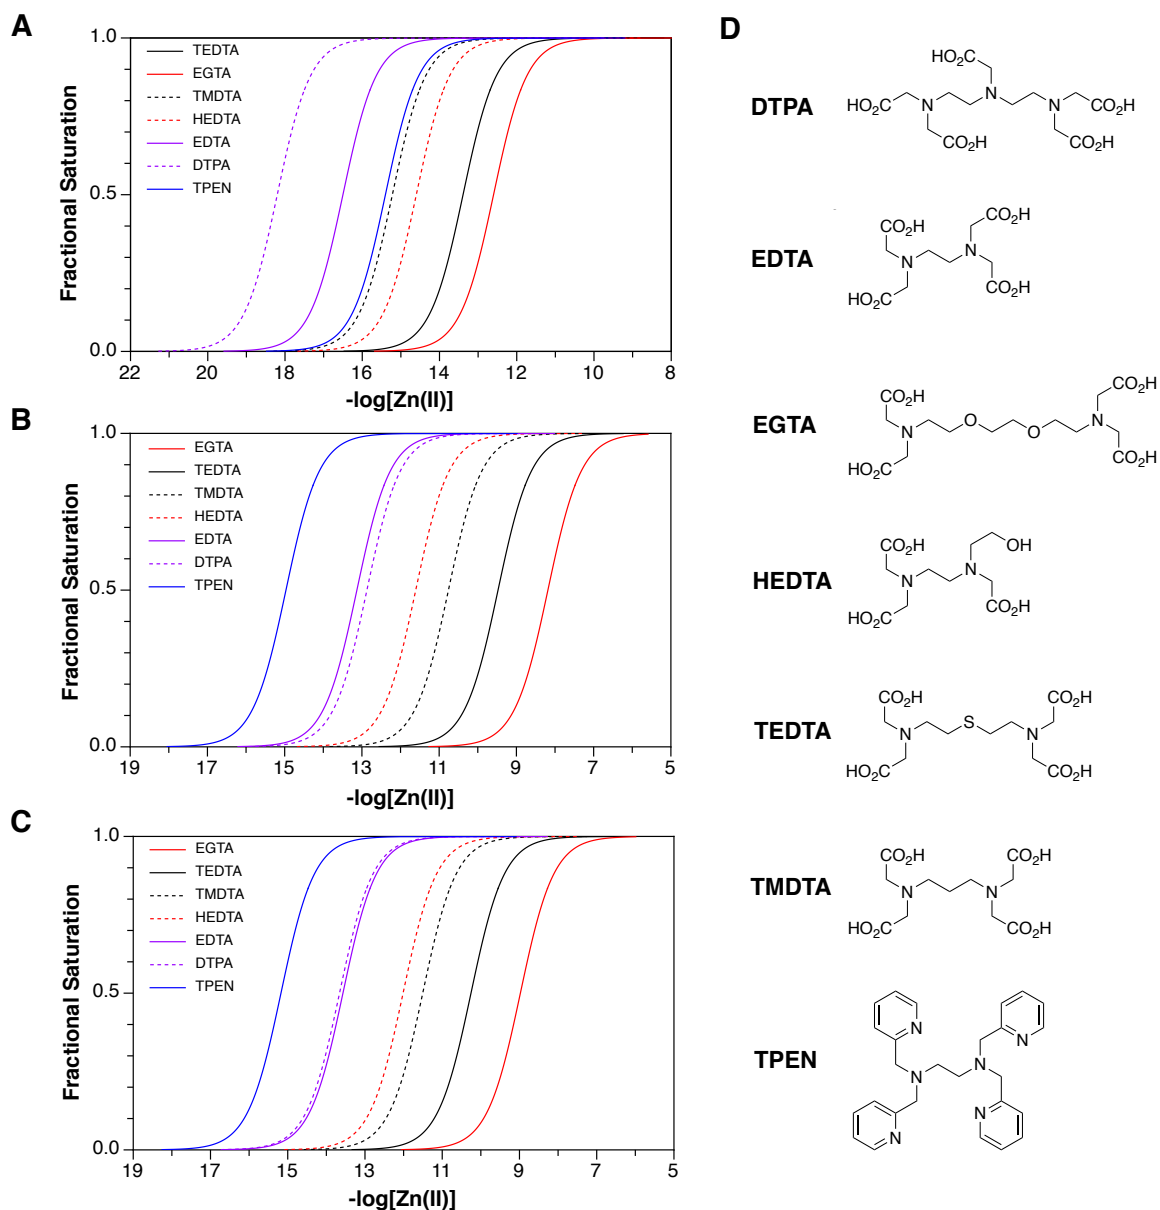 A
1.0
0.5
0.0
Fractional Saturation
TEDTA
EGTA
TMDTA
HEDTA
EDTA
DTPA
TPEN
22 20 18 16 14 12 10 8
-log[Zn(II)]
B
1.0
0.5
0.0
Fractional Saturation
EGTA
TEDTA
TMDTA
HEDTA
EDTA
DTPA
TPEN
19 17 15 13 11 9 7 5
-log[Zn(II)]
C
1.0
0.5
0.0
Fractional Saturation
EGTA
TEDTA
TMDTA
HEDTA
EDTA
DTPA
TPEN
19 17 15 13 11 9 7 5
-log[Zn(II)]
D
DTPA
HO₂C
HO₂C N N N CO₂H
CO₂H CO₂H
EDTA
CO₂H CO₂H
N N
HO₂C CO₂H
EGTA
CO₂H CO₂H
N O O N
HO₂C CO₂H
HEDTA
CO₂H OH
N N
HO₂C CO₂H
TEDTA
CO₂H CO₂H
N S N
HO₂C CO₂H
TMDTA
CO₂H CO₂H
N N
HO₂C CO₂H
TPEN
N N
N N
N N